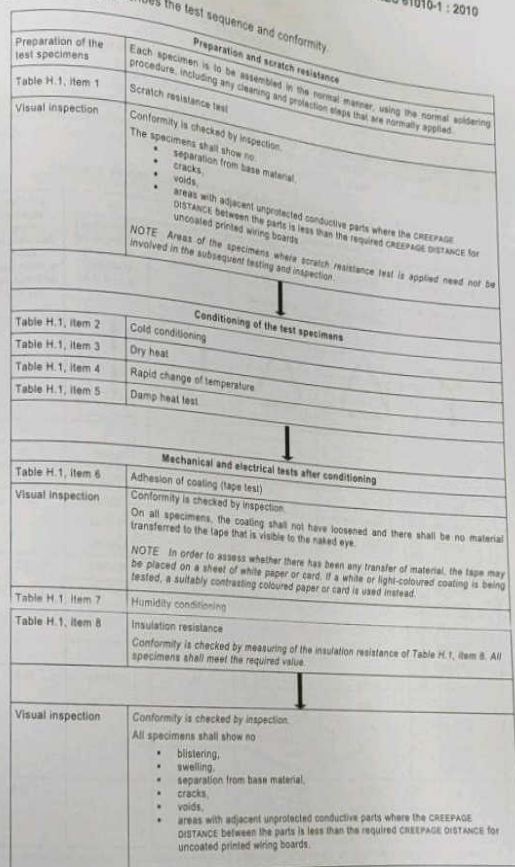 the test sequence and conformity.
61010-1 : 2010
Preparation and scratch resistance
Preparation of the
test specimens
Each specimen is to be assembled in the normal manner, using the normal soldering
procedure, including any cleaning and protection steps that are normally applied.
Table H.1, item 1
Scratch resistance test
Visual inspection
Conformity is checked by inspection.
The specimens shall show no:
• separation from base material,
• cracks,
• voids,
• areas with adjacent unprotected conductive parts where the CREEPAGE
DISTANCE between the parts is less than the required CREEPAGE DISTANCE for
uncoated printed wiring boards
NOTE Areas of the specimens where scratch resistance test is applied need not be
involved in the subsequent testing and inspection.
Conditioning of the test specimens
Table H.1, item 2
Cold conditioning
Table H.1, item 3
Dry heat
Table H.1, item 4
Rapid change of temperature
Table H.1, item 5
Damp heat test
Mechanical and electrical tests after conditioning
Table H.1, item 6
Adhesion of coating (tape test)
Visual inspection
Conformity is checked by inspection.
On all specimens, the coating shall not have loosened and there shall be no material
transferred to the tape that is visible to the naked eye.
NOTE In order to assess whether there has been any transfer of material, the tape may
be placed on a sheet of white paper or card. If a white or light-coloured coating is being
tested, a suitably contrasting coloured paper or card is used instead.
Table H.1, item 7
Humidity conditioning
Table H.1, item 8
Insulation resistance
Conformity is checked by measuring of the insulation resistance of Table H.1, item 8. All
specimens shall meet the required value.
Visual inspection
Conformity is checked by inspection.
All specimens shall show no
• blistering,
• swelling,
• separation from base material,
• cracks,
• voids,
• areas with adjacent unprotected conductive parts where the CREEPAGE
DISTANCE between the parts is less than the required CREEPAGE DISTANCE for
uncoated printed wiring boards.